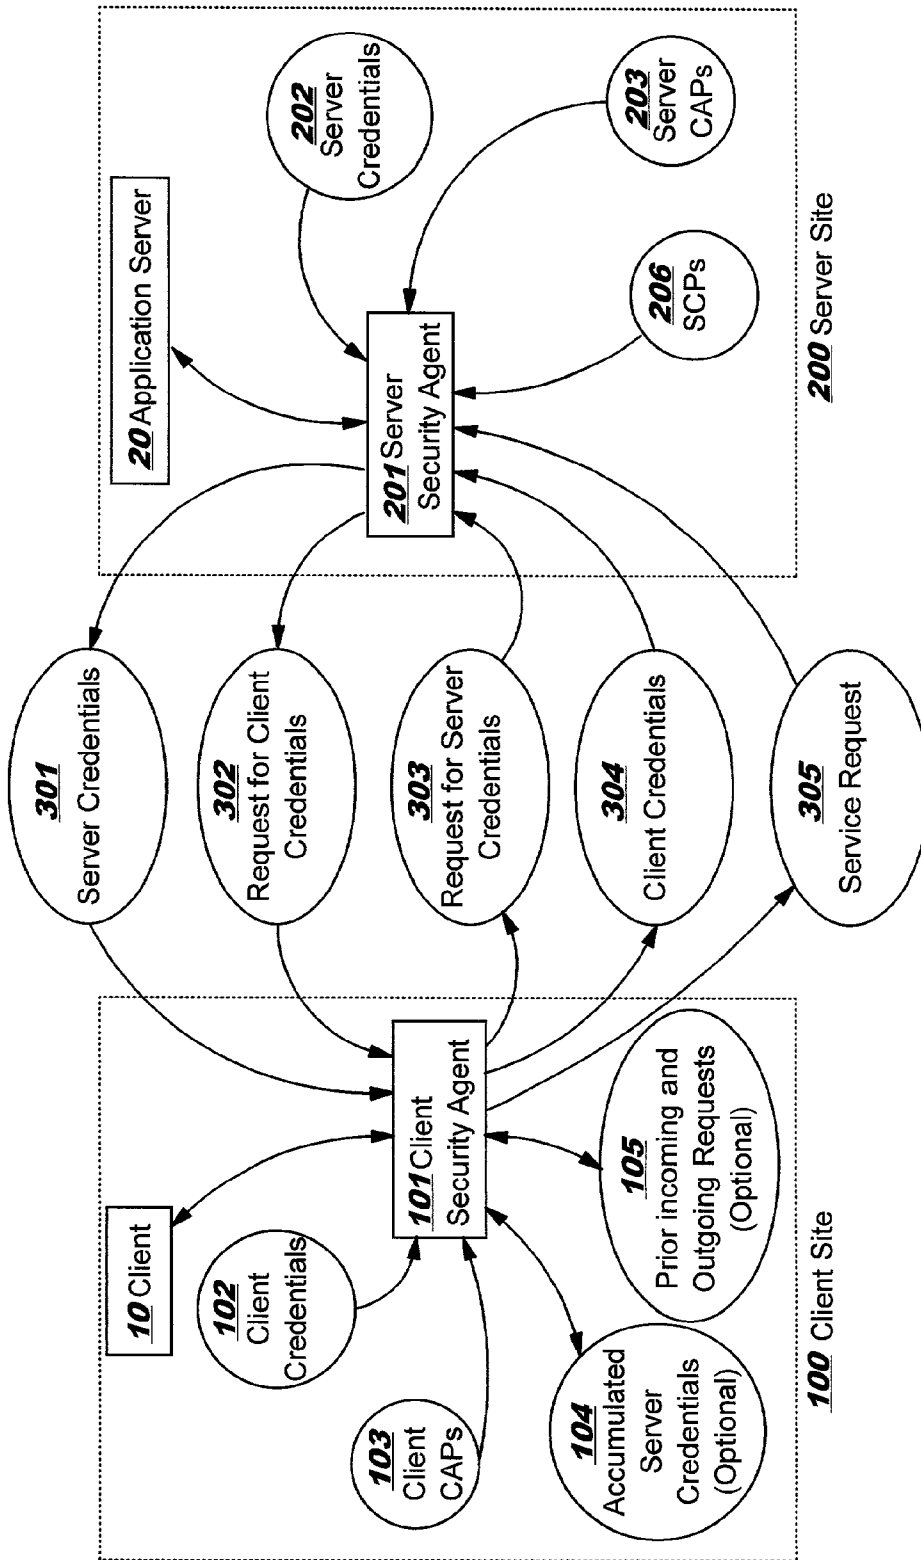 10 Client
102
Client
Credentials
103
Client
CAPs
101 Client
Security Agent
104
Accumulated
Server
Credentials
(Optional)
105
Prior incoming and
Outgoing Requests
(Optional)
100 Client Site
301
Server Credentials
302
Request for Client
Credentials
303
Request for Server
Credentials
304
Client Credentials
305
Service Request
20 Application Server
202
Server
Credentials
201 Server
Security Agent
203
Server
CAPs
206
SCPs
200 Server Site